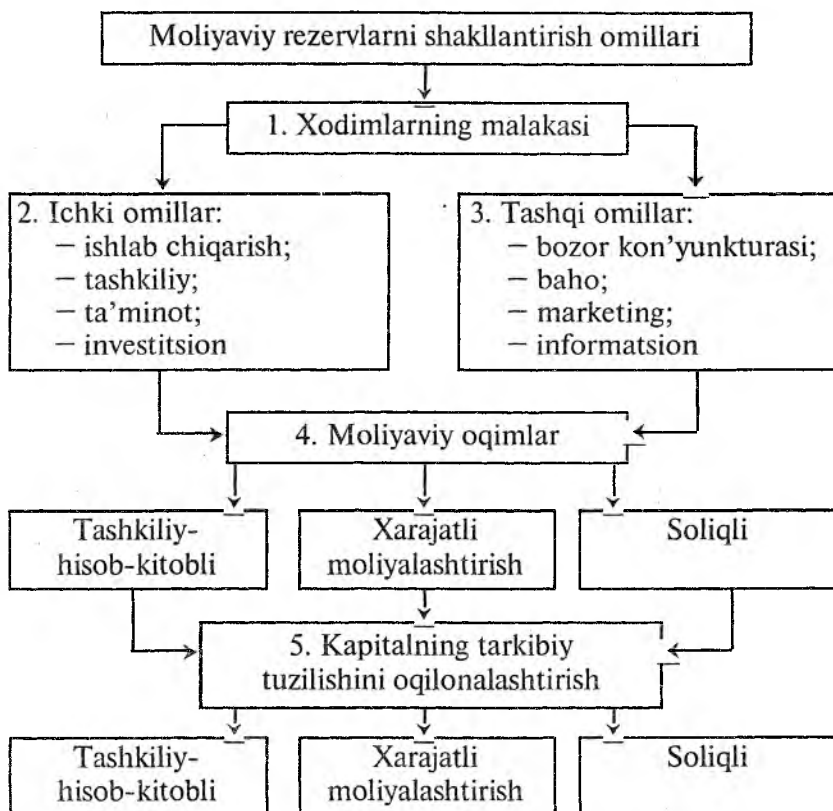 Moliyaviy rezervlarni shakllantirish omillari
1. Xodimlarning malakasi
2. Ichki omillar:
– ishlab chiqarish;
– tashkiliy;
– ta’minot;
– investitsion
3. Tashqi omillar:
– bozor kon’yunkturasi;
– baho;
– marketing;
– informatsion
4. Moliyaviy oqimlar
Tashkiliy-
hisob-kitobli
Xarajatli
moliyalashtirish
Soliqli
5. Kapitalning tarkibiy
tuzilishini oqilonalashtirish
Tashkiliy-
hisob-kitobli
Xarajatli
moliyalashtirish
Soliqli